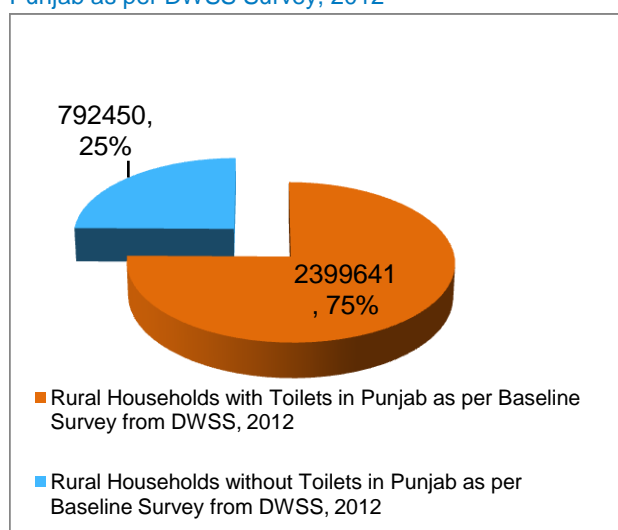 Punjab as per DWSS Survey, 2012
792450,
25%
2399641
, 75%
Rural Households with Toilets in Punjab as per Baseline
Survey from DWSS, 2012
Rural Households without Toilets in Punjab as per
Baseline Survey from DWSS, 2012